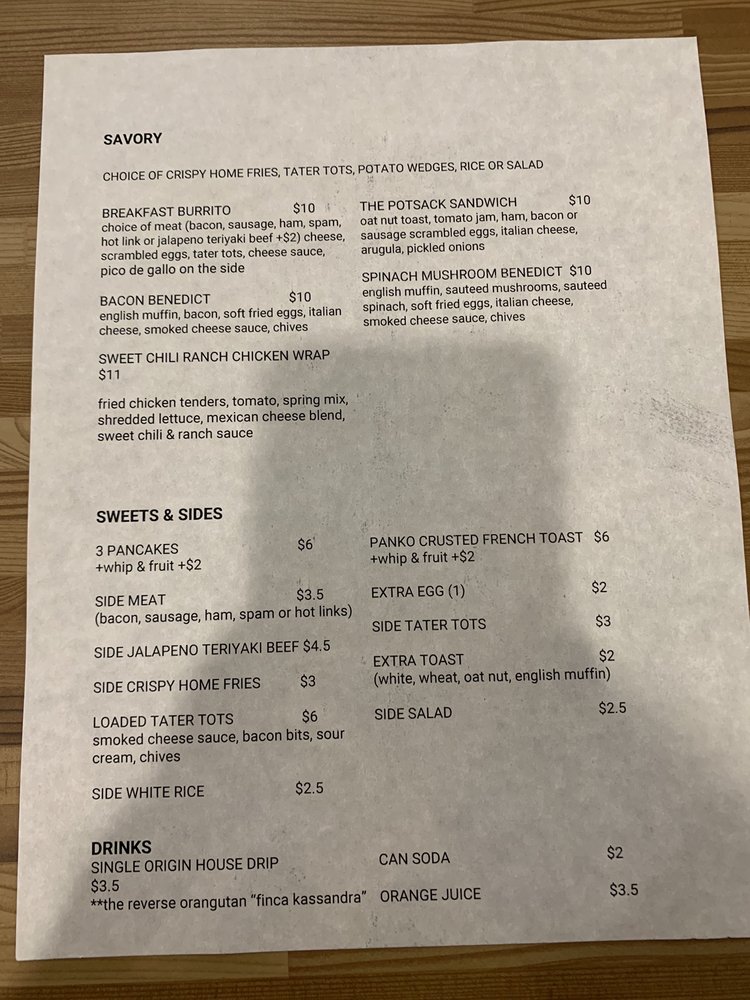 SAVORY
CHOICE OF CRISPY HOME FRIES, TATER TOTS, POTATO WEDGES, RICE OR SALAD
BREAKFAST BURRITO $10
choice of meat (bacon, sausage, ham, spam,
hot link or jalapeno teriyaki beef +$2) cheese,
scrambled eggs, tater tots, cheese sauce,
pico de gallo on the side
BACON BENEDICT $10
english muffin, bacon, soft fried eggs, italian
cheese, smoked cheese sauce, chives
SWEET CHILI RANCH CHICKEN WRAP
$11
fried chicken tenders, tomato, spring mix,
shredded lettuce, mexican cheese blend,
sweet chili & ranch sauce
THE POTSACK SANDWICH $10
oat nut toast, tomato jam, ham, bacon or
sausage scrambled eggs, italian cheese,
arugula, pickled onions
SPINACH MUSHROOM BENEDICT $10
english muffin, sauteed mushrooms, sauteed
spinach, soft fried eggs, italian cheese,
smoked cheese sauce, chives
SWEETS & SIDES
3 PANCAKES $6
+whip & fruit +$2
SIDE MEAT $3.5
(bacon, sausage, ham, spam or hot links)
SIDE JALAPENO TERIYAKI BEEF $4.5
SIDE CRISPY HOME FRIES $3
LOADED TATER TOTS $6
smoked cheese sauce, bacon bits, sour
cream, chives
SIDE WHITE RICE $2.5
PANKO CRUSTED FRENCH TOAST $6
+whip & fruit +$2
EXTRA EGG (1) $2
SIDE TATER TOTS $3
EXTRA TOAST $2
(white, wheat, oat nut, english muffin)
SIDE SALAD $2.5
DRINKS
SINGLE ORIGIN HOUSE DRIP
$3.5
**the reverse orangutan “finca kassandra”
CAN SODA $2
ORANGE JUICE $3.5